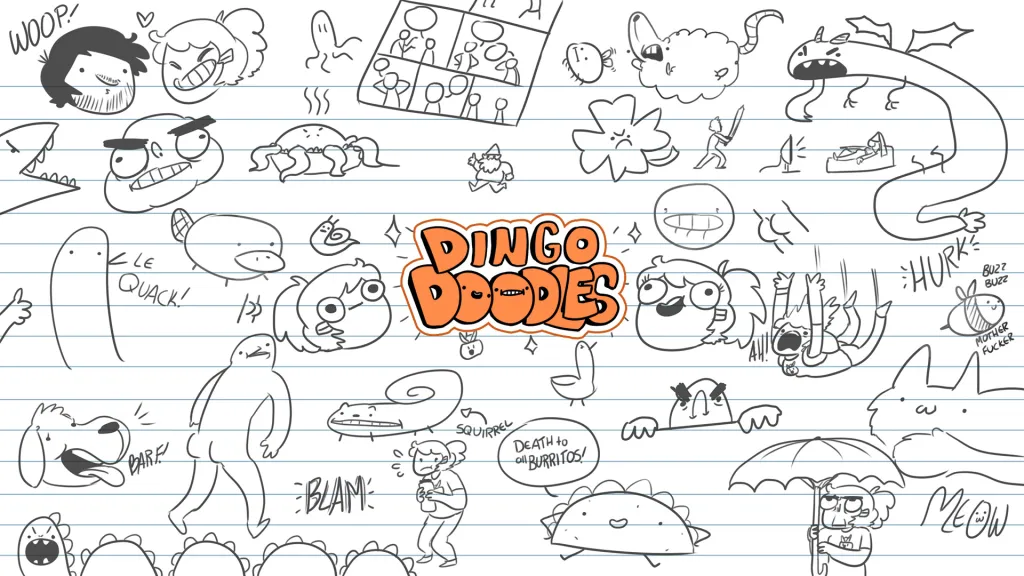 WOOP!
DINGO
DOODLES
LE
QUACK!
HURK
BUZZ
BUZZ
MOTHER
FUCKER
AH!
SQUIRREL
DEATH to
all BURRITOS!
BARF!
BLAM
MEOW